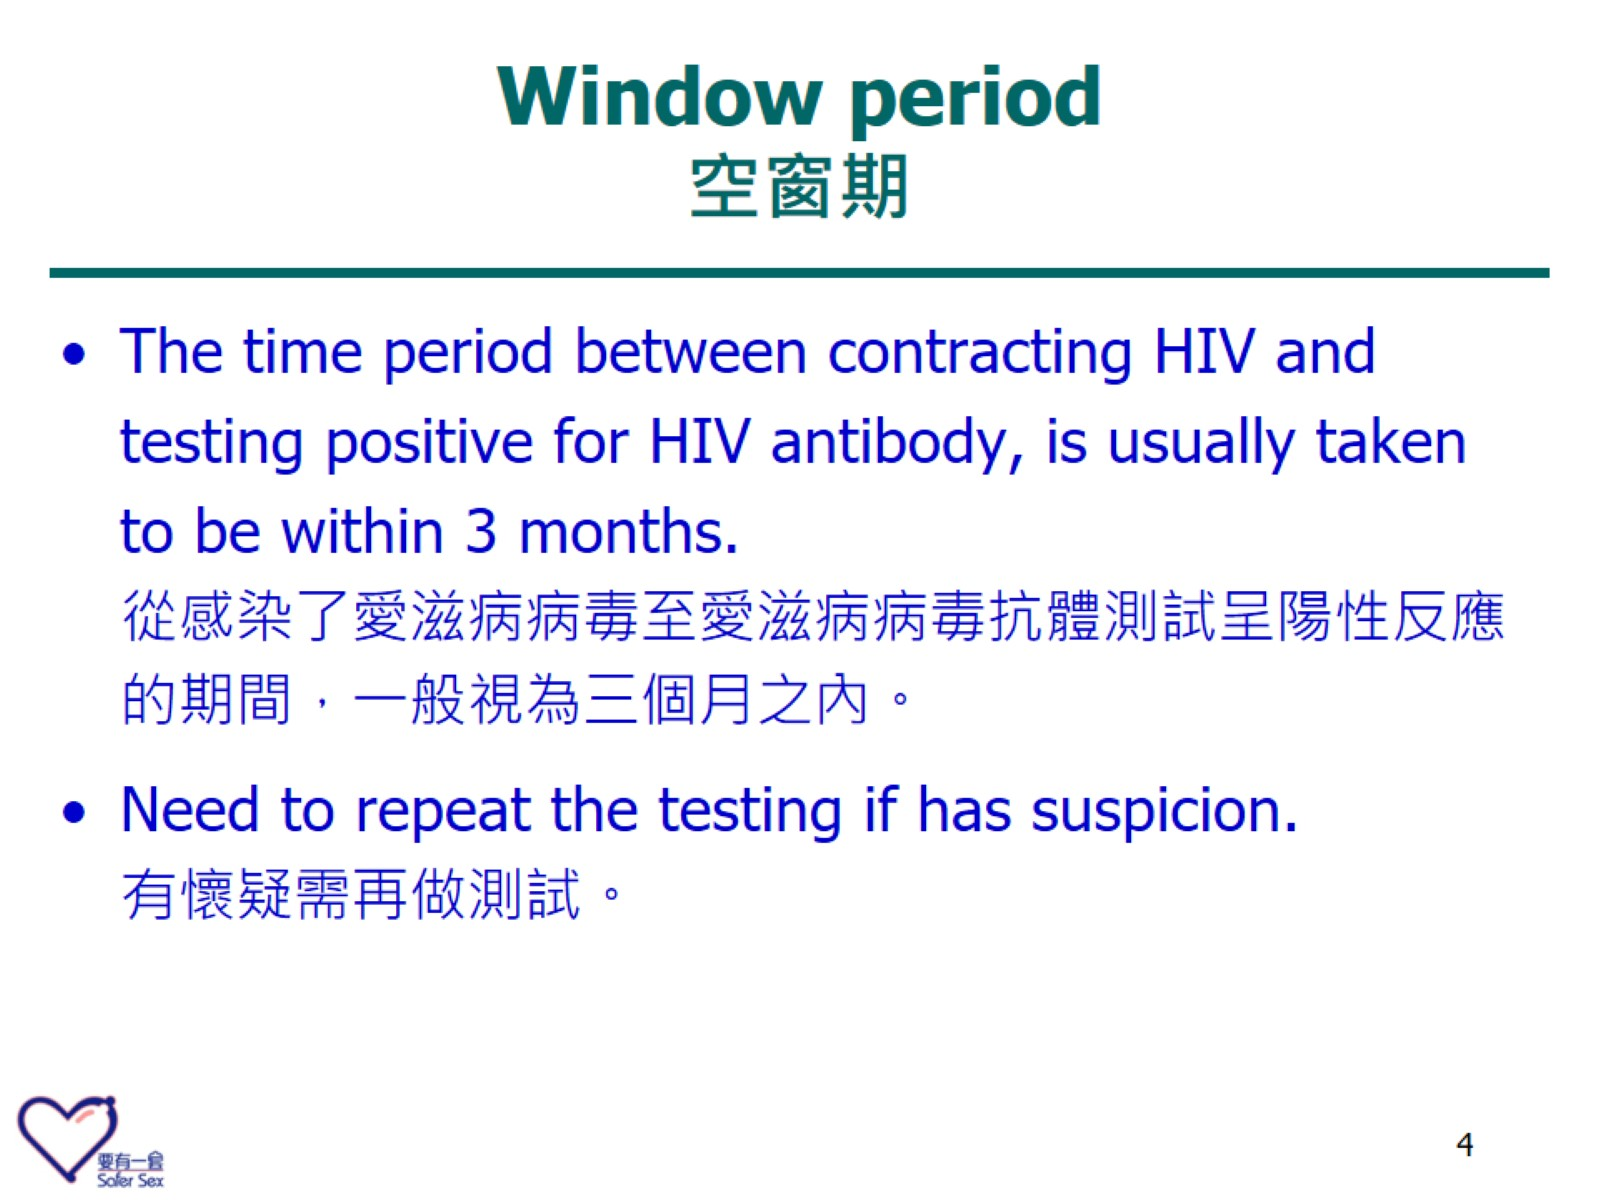 Window period
空窗期
• The time period between contracting HIV and
testing positive for HIV antibody, is usually taken
to be within 3 months.
從感染了愛滋病病毒至愛滋病病毒抗體測試呈陽性反應
的期間，一般視為三個月之內。
• Need to repeat the testing if has suspicion.
有懷疑需再做測試。
要有一套
Safer Sex
4